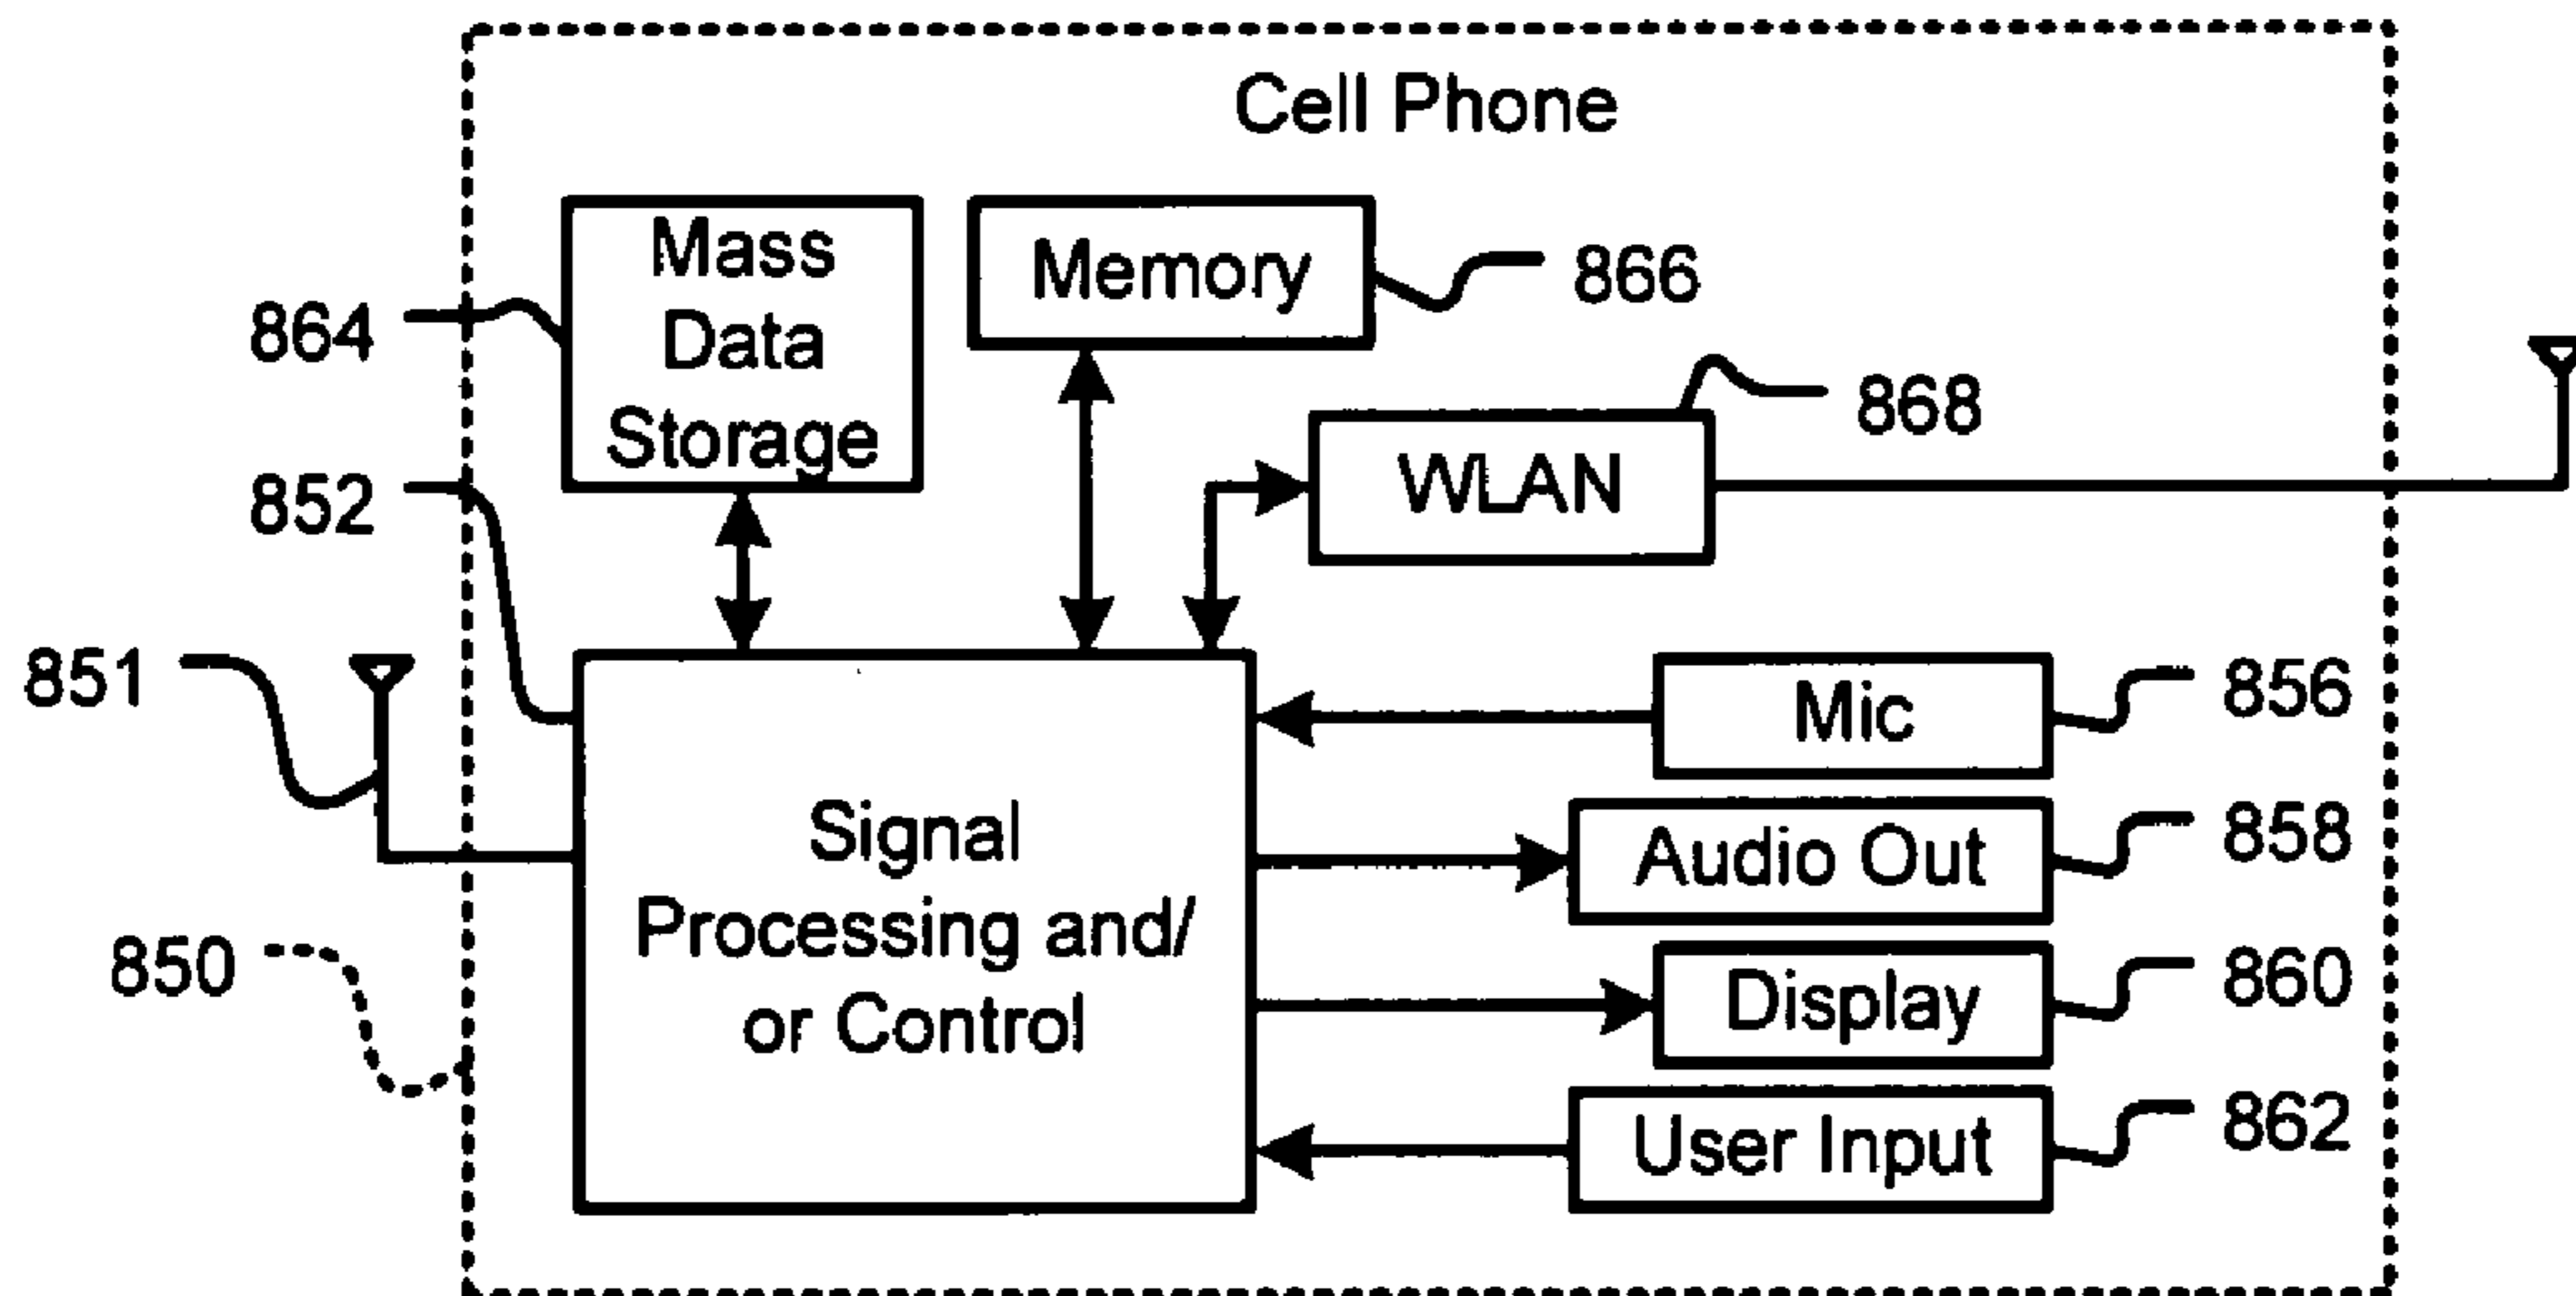 Cell Phone
Mass
Data
Storage
Memory
866
864
868
WLAN
852
851
Mic
856
Signal
Processing and/
or Control
Audio Out
858
850
Display
860
User Input
862